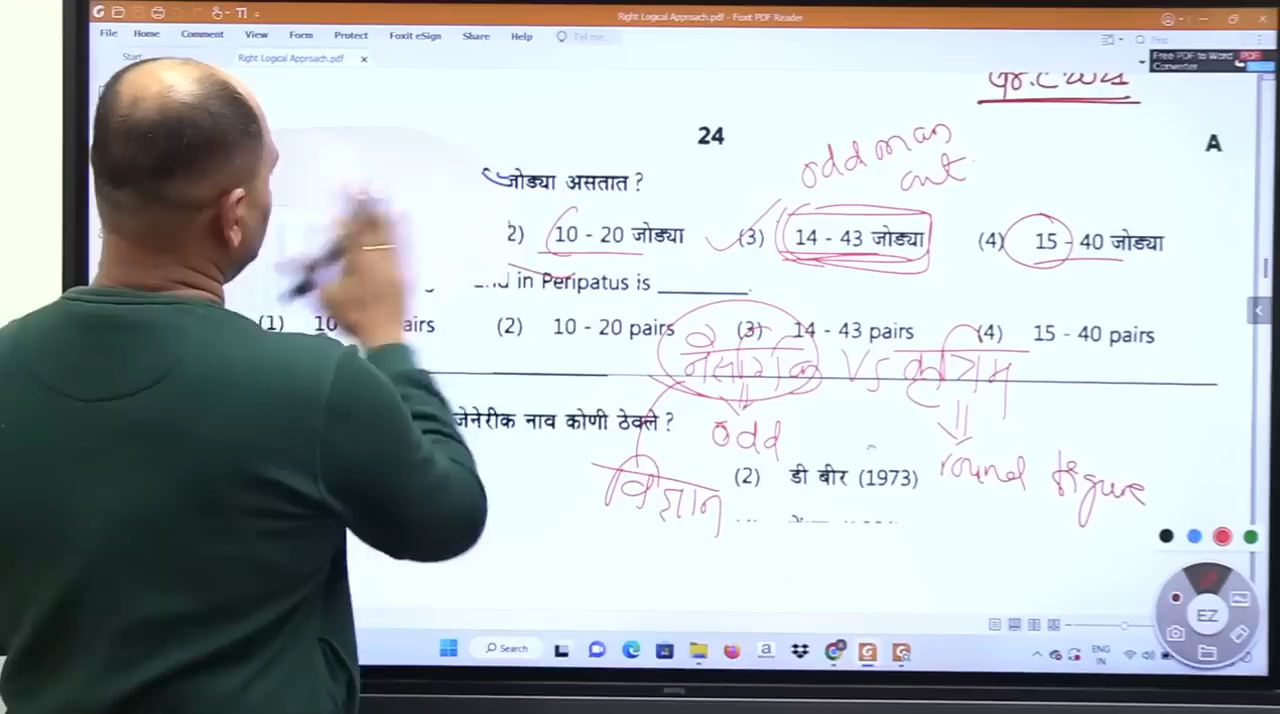 Right Logical Approach.pdf - Foxit PDF Reader
File Home Comment View Form Protect Foxit eSign Share Help Tell me... Find
Start Right Logical Approach.pdf
Free PDF to Word Converter
24
A
odd man out
जोड्या असतात ?
2) 10 - 20 जोड्या (3) 14 - 43 जोड्या (4) 15 - 40 जोड्या
in Peripatus is
(1) 10 airs (2) 10 - 20 pairs (3) 14 - 43 pairs (4) 15 - 40 pairs
नैसर्गिक VS कृत्रिम
जेनेरीक नाव कोणी ठेवले ?
odd
round figure
विज्ञान
(2) डी बीर (1973)
EZ
Search
ENG
IN